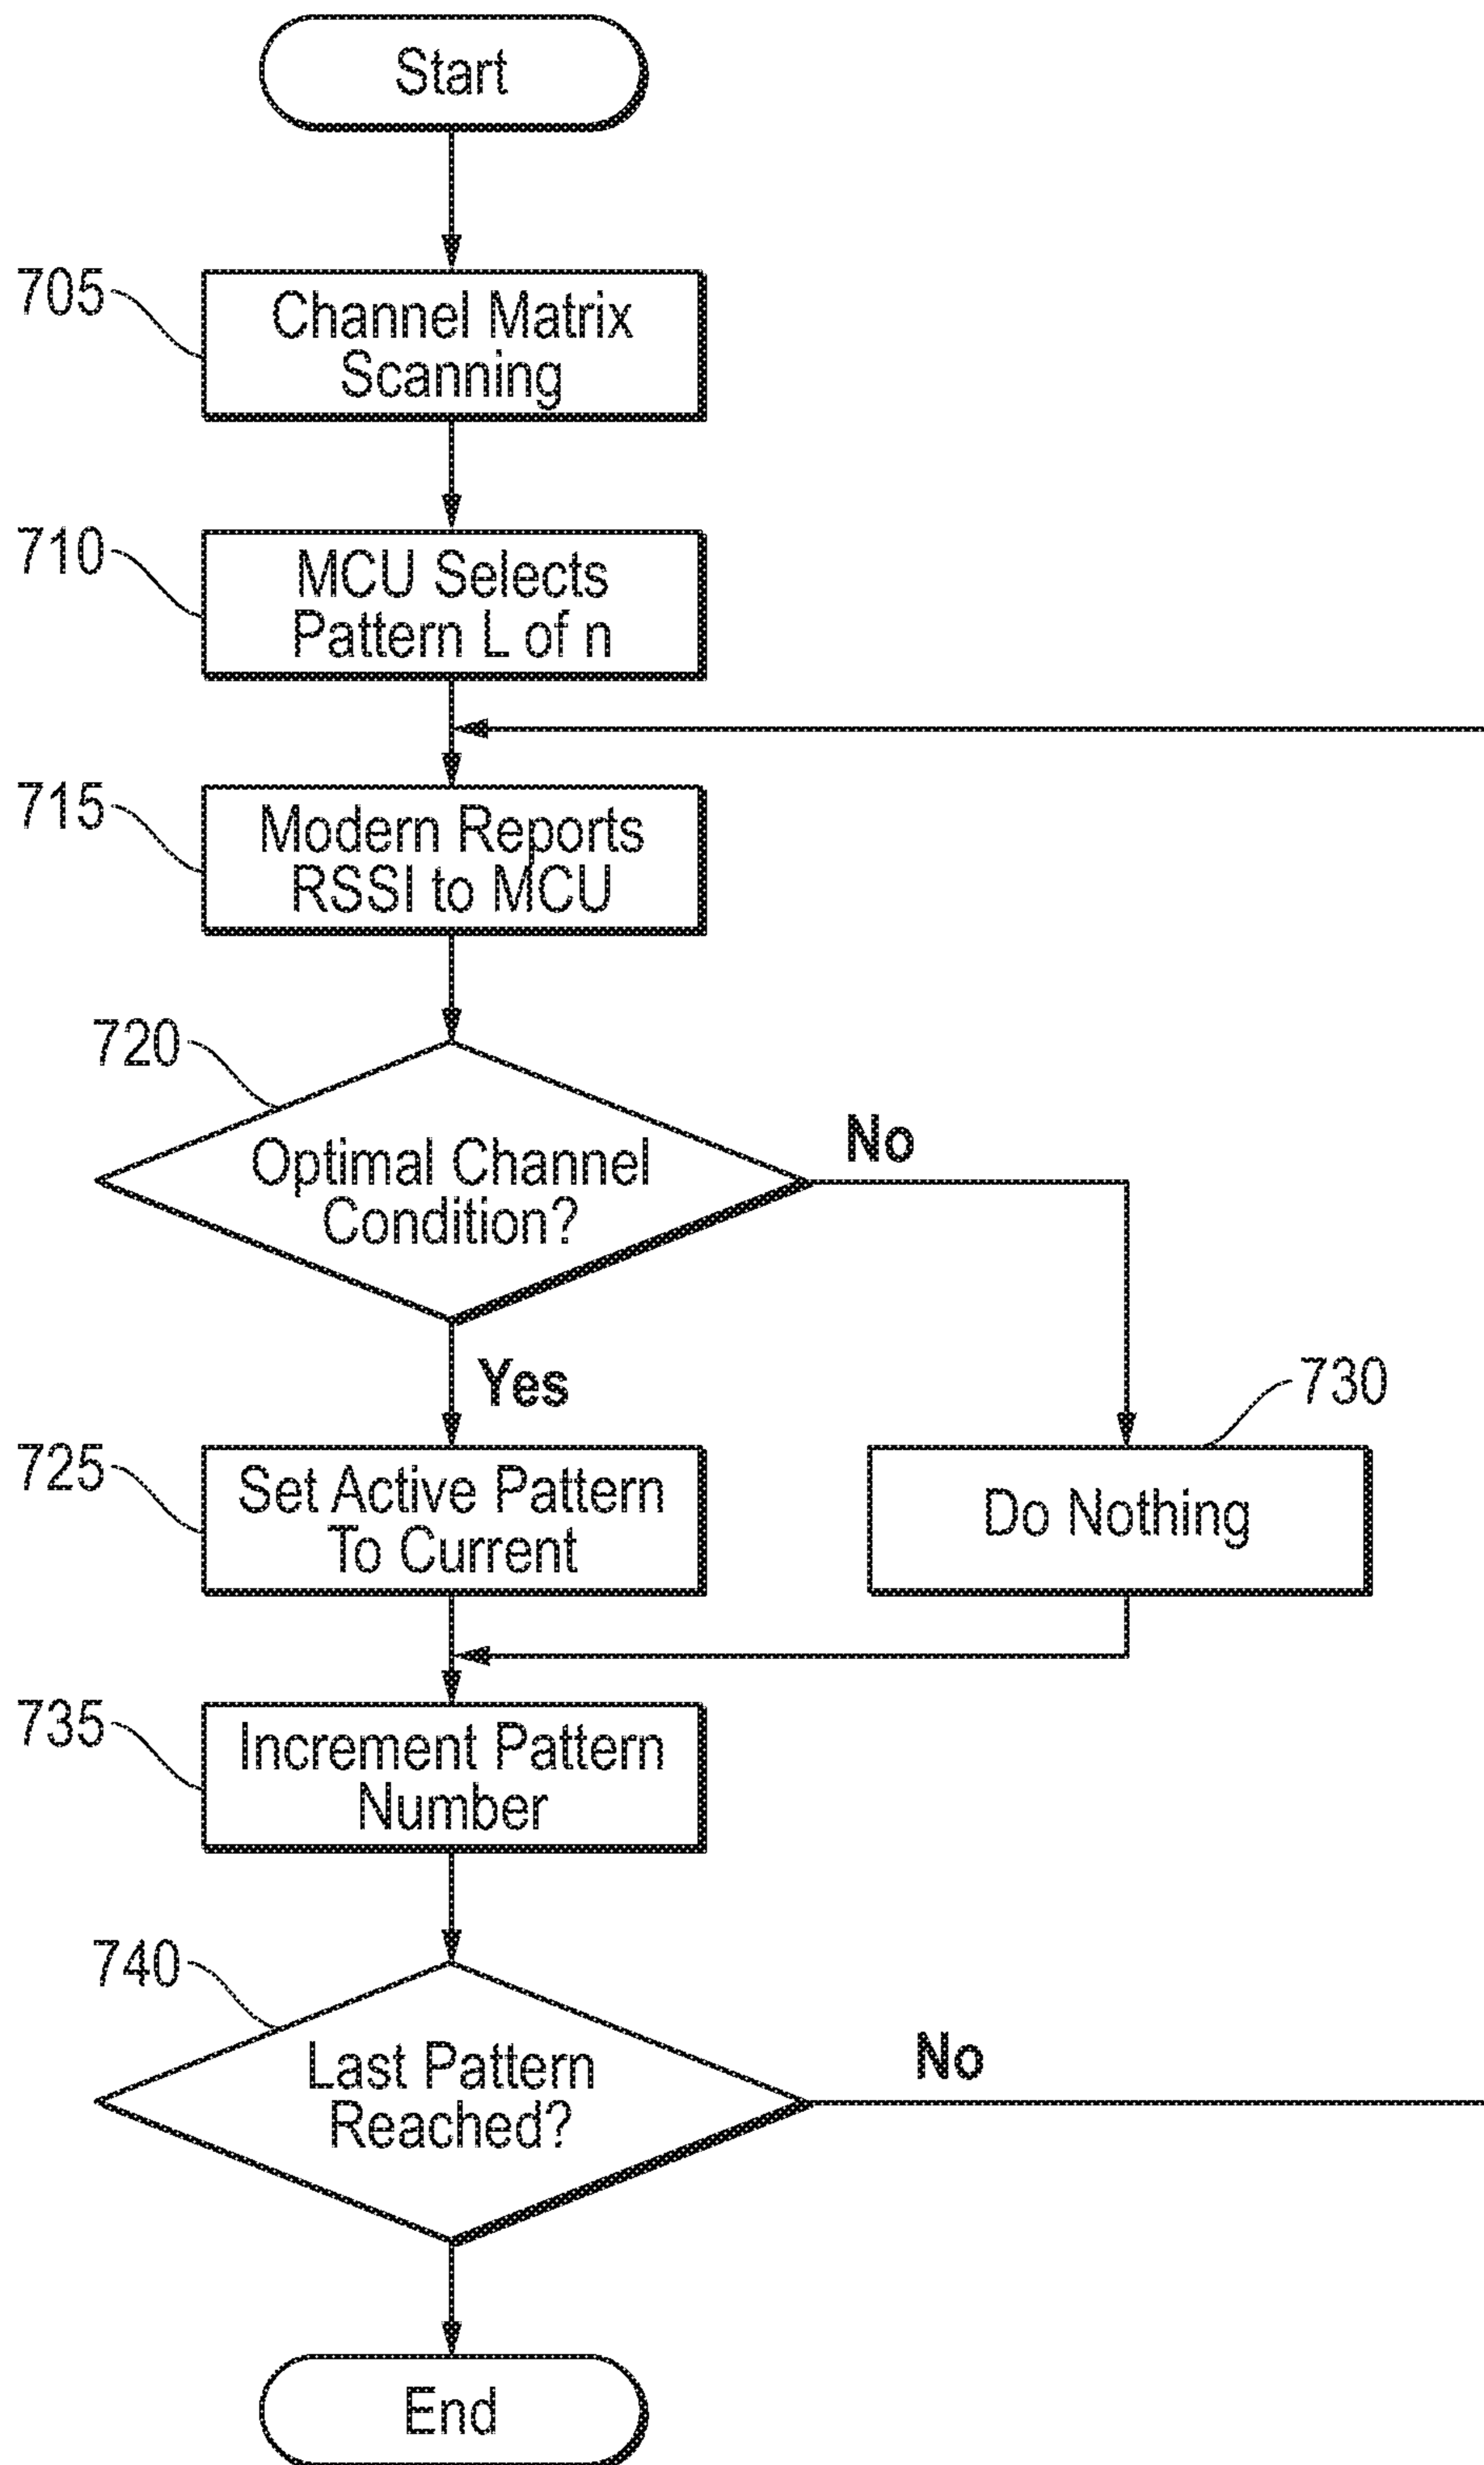 Start
705
Channel Matrix
Scanning
710
MCU Selects
Pattern L of n
715
Modern Reports
RSSI to MCU
720
Optimal Channel
Condition?
No
Yes
730
725
Set Active Pattern
To Current
Do Nothing
735
Increment Pattern
Number
740
Last Pattern
Reached?
No
End